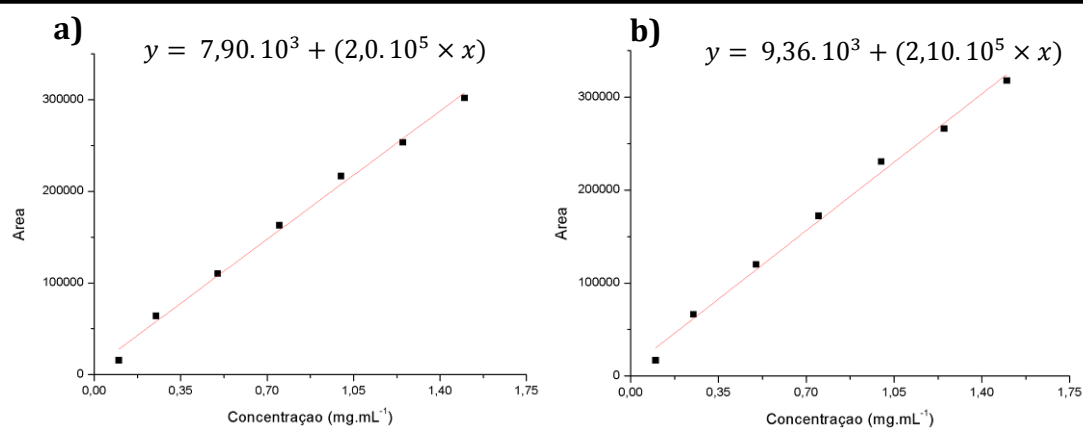 a)
y = 7,90. 10³ + (2,0. 10⁵ × x)
300000
200000
100000
0
Area
0,00 0,35 0,70 1,05 1,40 1,75
Concentraçao (mg.mL⁻¹)
b)
y = 9,36. 10³ + (2,10. 10⁵ × x)
300000
200000
100000
0
Area
0,00 0,35 0,70 1,05 1,40 1,75
Concentraçao (mg.mL⁻¹)